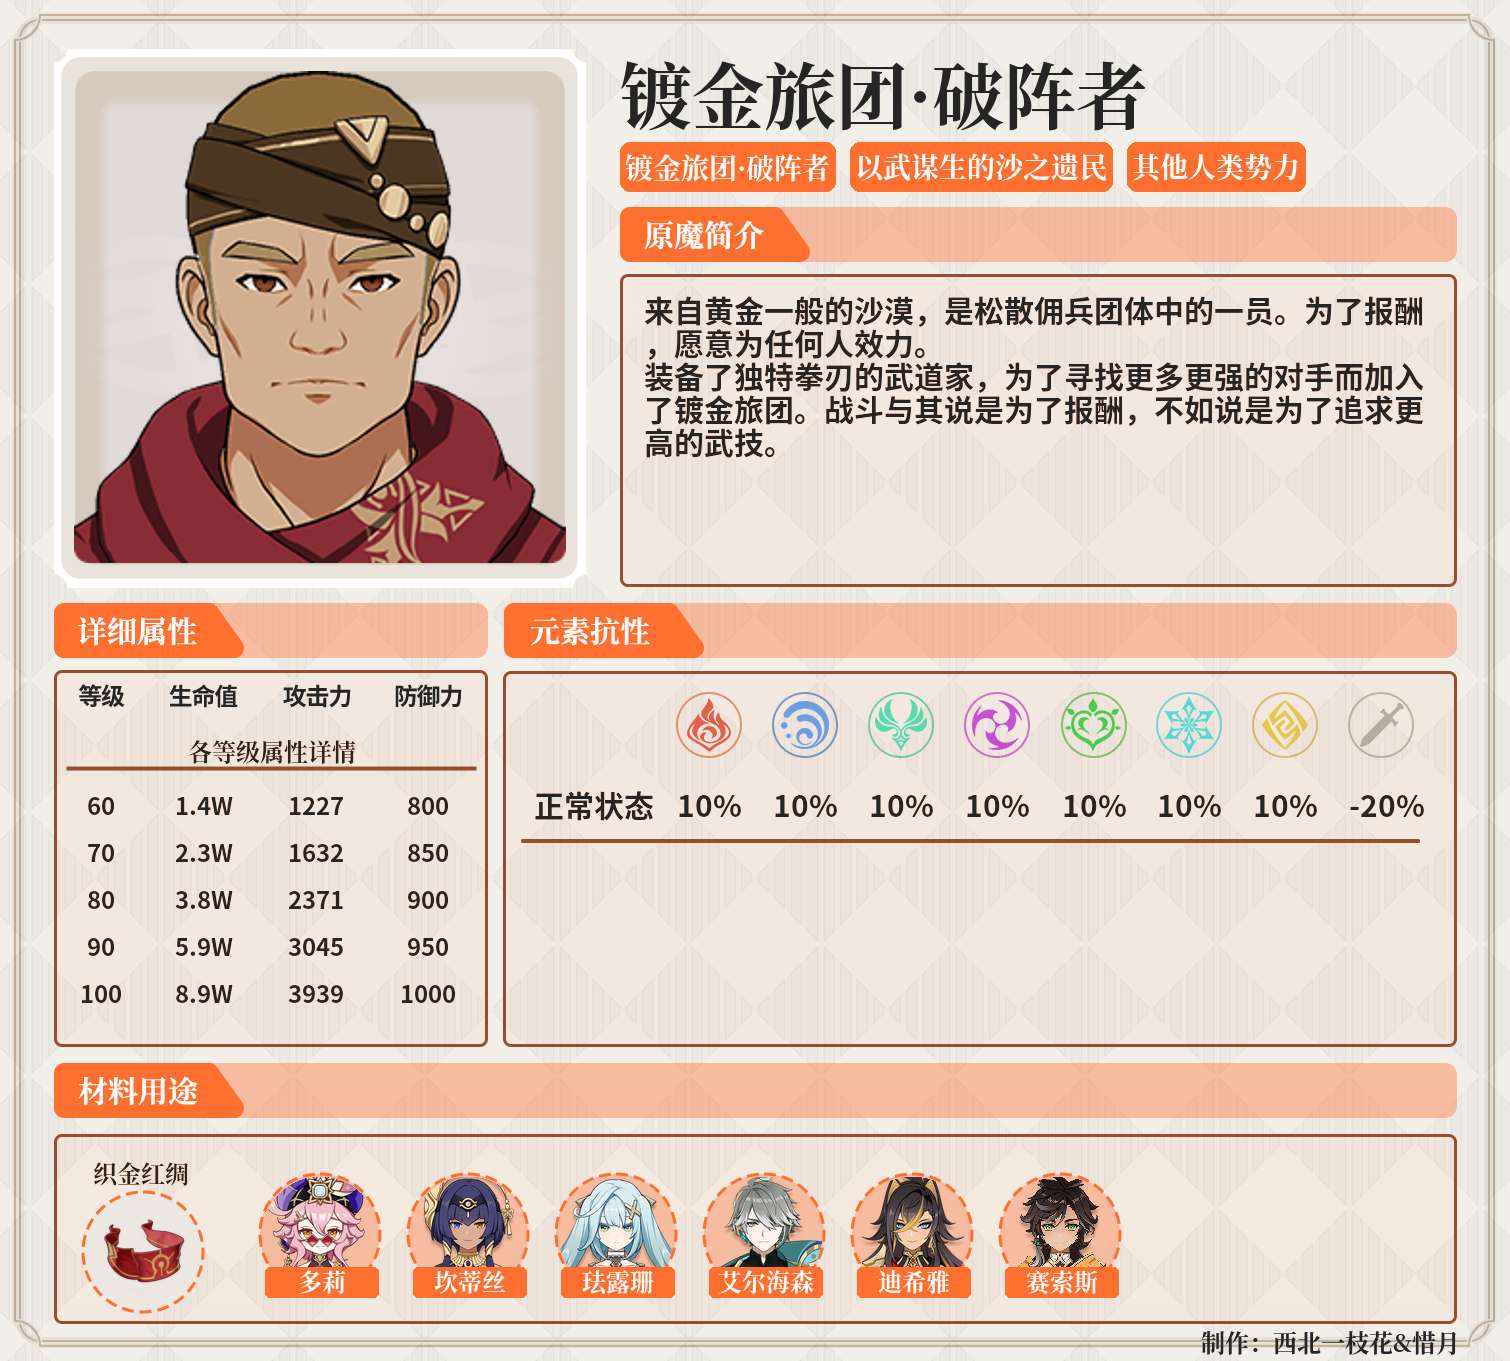 镀金旅团·破阵者
镀金旅团·破阵者 以武谋生的沙之遗民 其他人类势力
原魔简介
来自黄金一般的沙漠，是松散佣兵团体中的一员。为了报酬
，愿意为任何人效力。
装备了独特拳刃的武道家，为了寻找更多更强的对手而加入
了镀金旅团。战斗与其说是为了报酬，不如说是为了追求更
高的武技。
详细属性
等级 生命值 攻击力 防御力
各等级属性详情
60 1.4W 1227 800
70 2.3W 1632 850
80 3.8W 2371 900
90 5.9W 3045 950
100 8.9W 3939 1000
元素抗性
正常状态 10% 10% 10% 10% 10% 10% 10% -20%
材料用途
织金红绸
多莉 坎蒂丝 珐露珊 艾尔海森 迪希雅 赛索斯
制作：西北一枝花&惜月